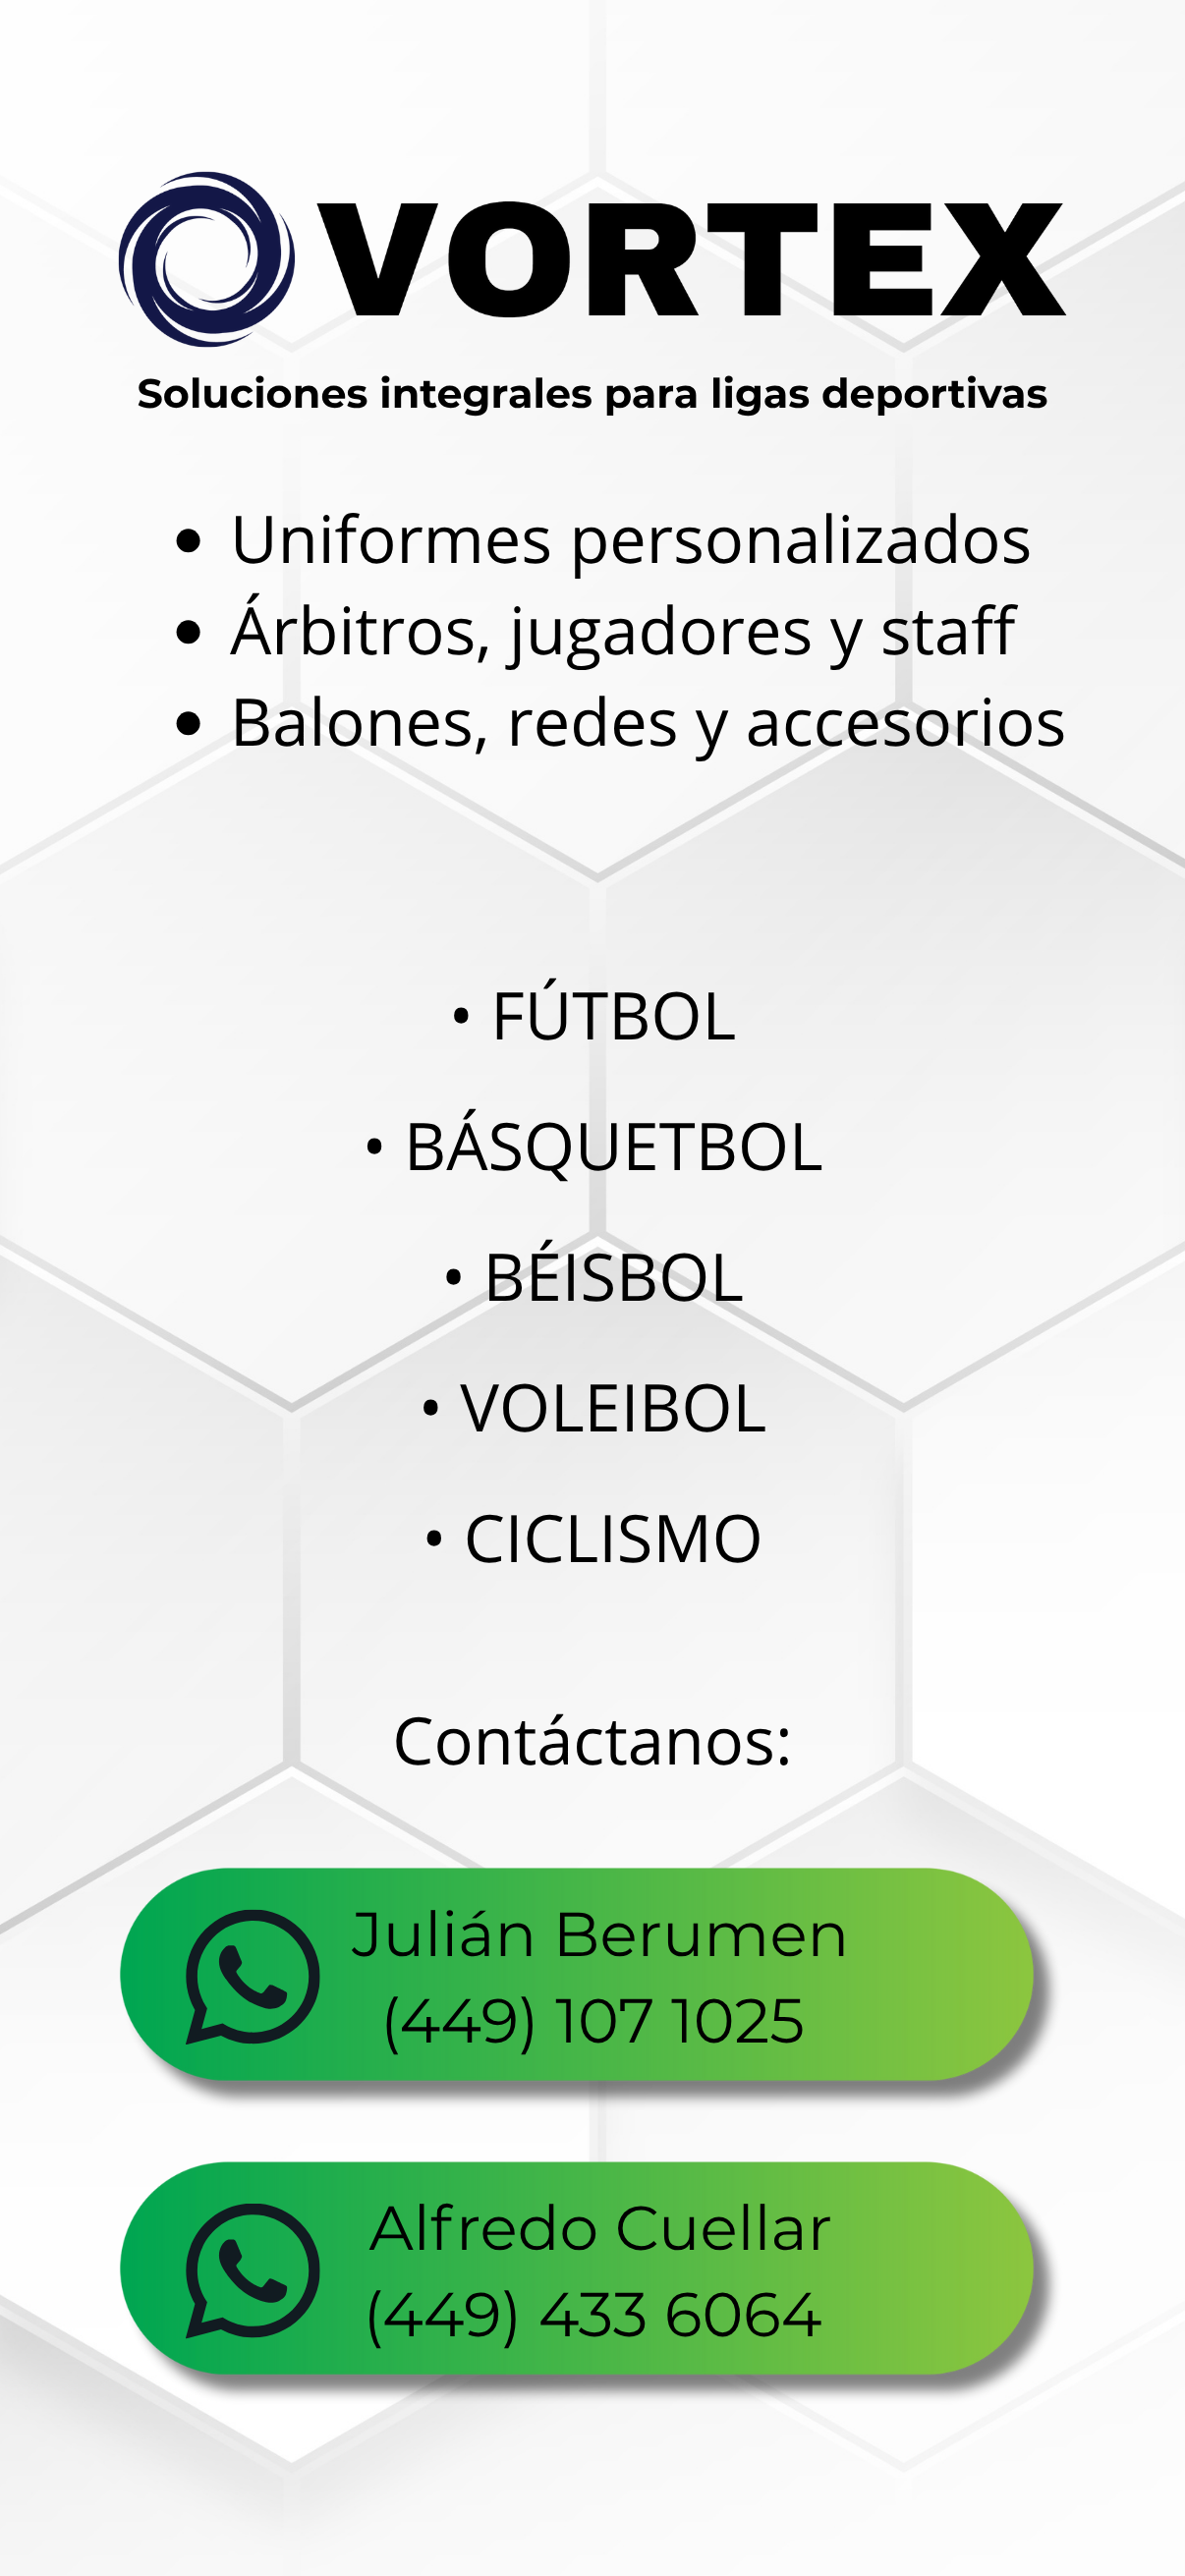 VORTEX
Soluciones integrales para ligas deportivas
• Uniformes personalizados
• Árbitros, jugadores y staff
• Balones, redes y accesorios
• FÚTBOL
• BÁSQUETBOL
• BÉISBOL
• VOLEIBOL
• CICLISMO
Contáctanos:
Julián Berumen
(449) 107 1025
Alfredo Cuellar
(449) 433 6064